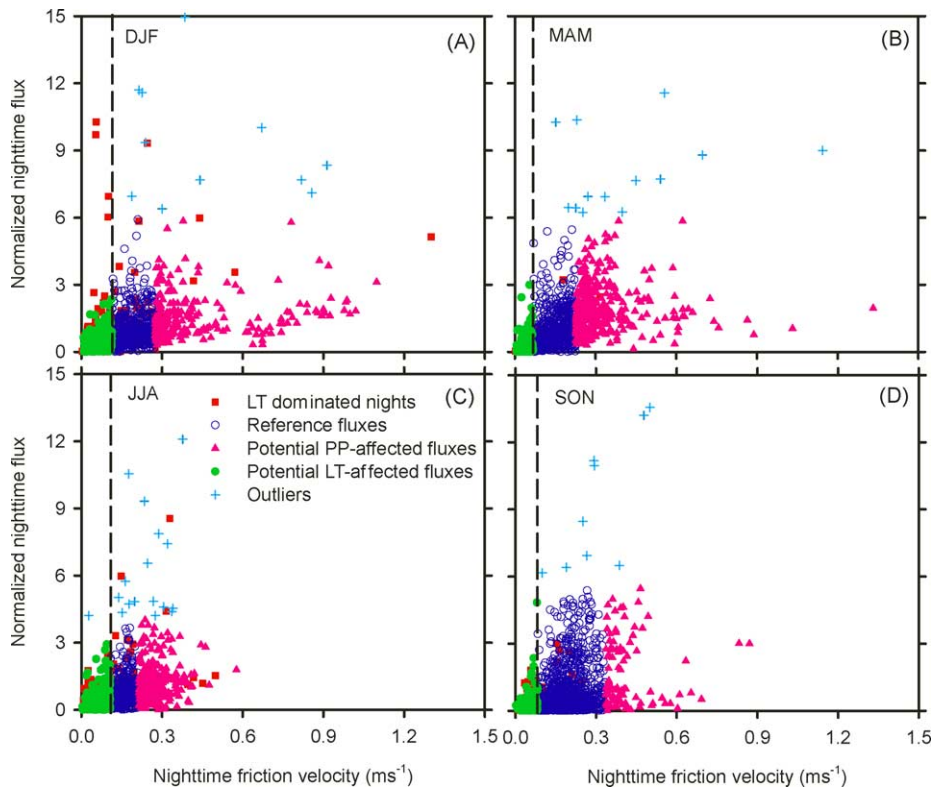 15
12
9
6
3
0
Normalized nighttime flux
DJF
(A)
MAM
(B)
15
12
9
6
3
0
Normalized nighttime flux
JJA
(C)
LT dominated nights
Reference fluxes
Potential PP-affected fluxes
Potential LT-affected fluxes
Outliers
SON
(D)
0.0 0.3 0.6 0.9 1.2 1.5
0.0 0.3 0.6 0.9 1.2 1.5
Nighttime friction velocity (ms⁻¹)
Nighttime friction velocity (ms⁻¹)